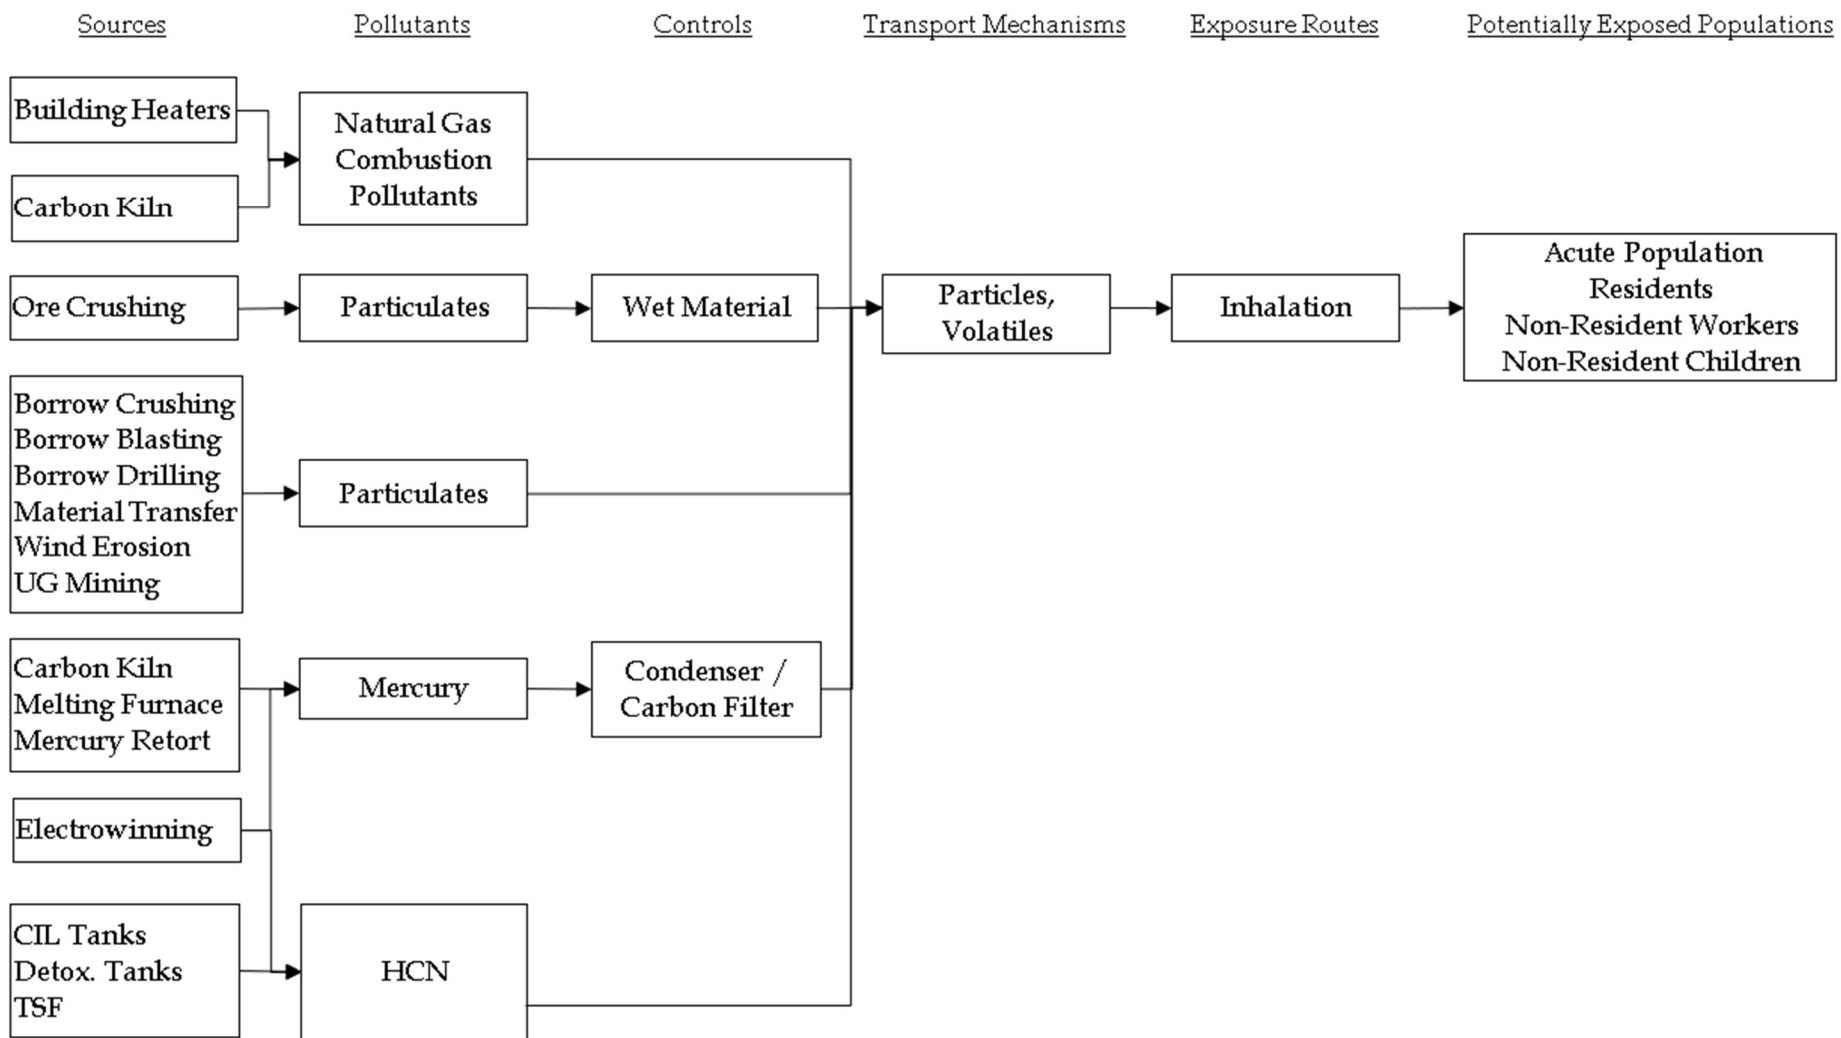 Sources
Pollutants
Controls
Transport Mechanisms
Exposure Routes
Potentially Exposed Populations
Building Heaters
Carbon Kiln
Natural Gas
Combustion
Pollutants
Ore Crushing
Particulates
Wet Material
Particles,
Volatiles
Inhalation
Acute Population
Residents
Non-Resident Workers
Non-Resident Children
Borrow Crushing
Borrow Blasting
Borrow Drilling
Material Transfer
Wind Erosion
UG Mining
Particulates
Carbon Kiln
Melting Furnace
Mercury Retort
Mercury
Condenser /
Carbon Filter
Electrowinning
CIL Tanks
Detox. Tanks
TSF
HCN